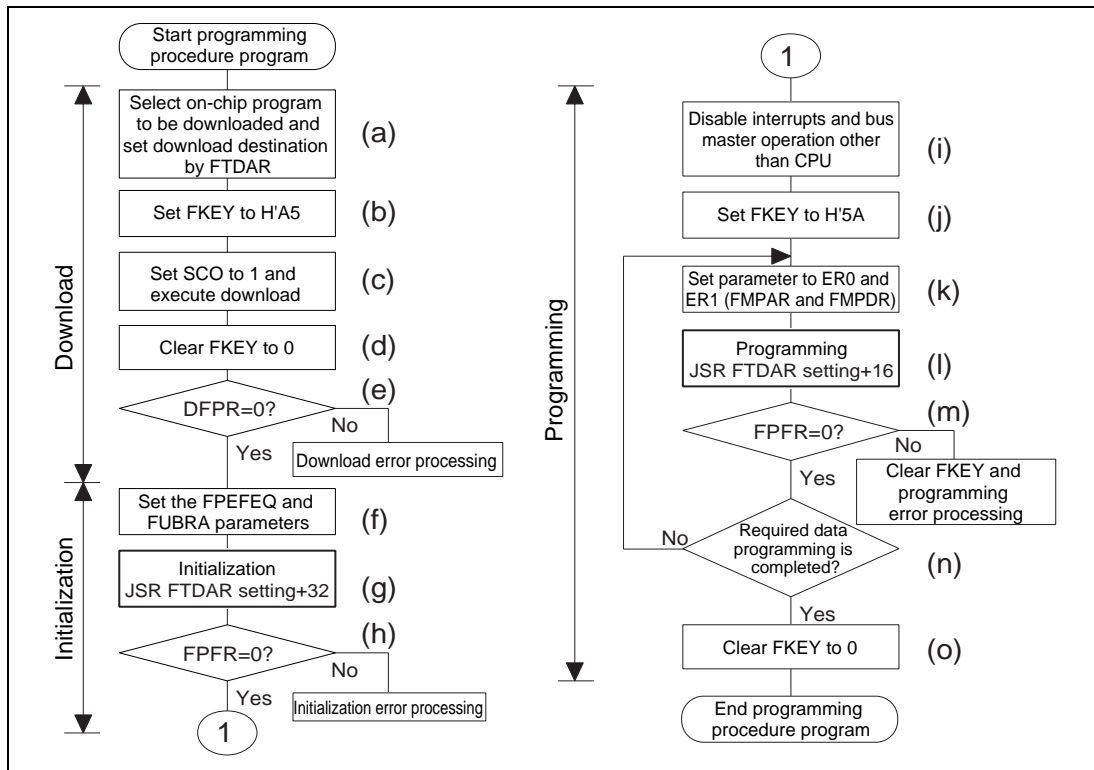 Start programming
procedure program
Download
Select on-chip program
to be downloaded and
set download destination
by FTDAR
(a)
Set FKEY to H'A5
(b)
Set SCO to 1 and
execute download
(c)
Clear FKEY to 0
(d)
(e)
DFPR=0?
No
Yes
Download error processing
Initialization
Set the FPEFEQ and
FUBRA parameters
(f)
Initialization
JSR FTDAR setting+32
(g)
(h)
FPFR=0?
No
Yes
Initialization error processing
1
1
Programming
Disable interrupts and bus
master operation other
than CPU
(i)
Set FKEY to H'5A
(j)
Set parameter to ER0 and
ER1 (FMPAR and FMPDR)
(k)
Programming
JSR FTDAR setting+16
(l)
(m)
FPFR=0?
No
Yes
Clear FKEY and
programming
error processing
No
Required data
programming is
completed?
(n)
Yes
Clear FKEY to 0
(o)
End programming
procedure program